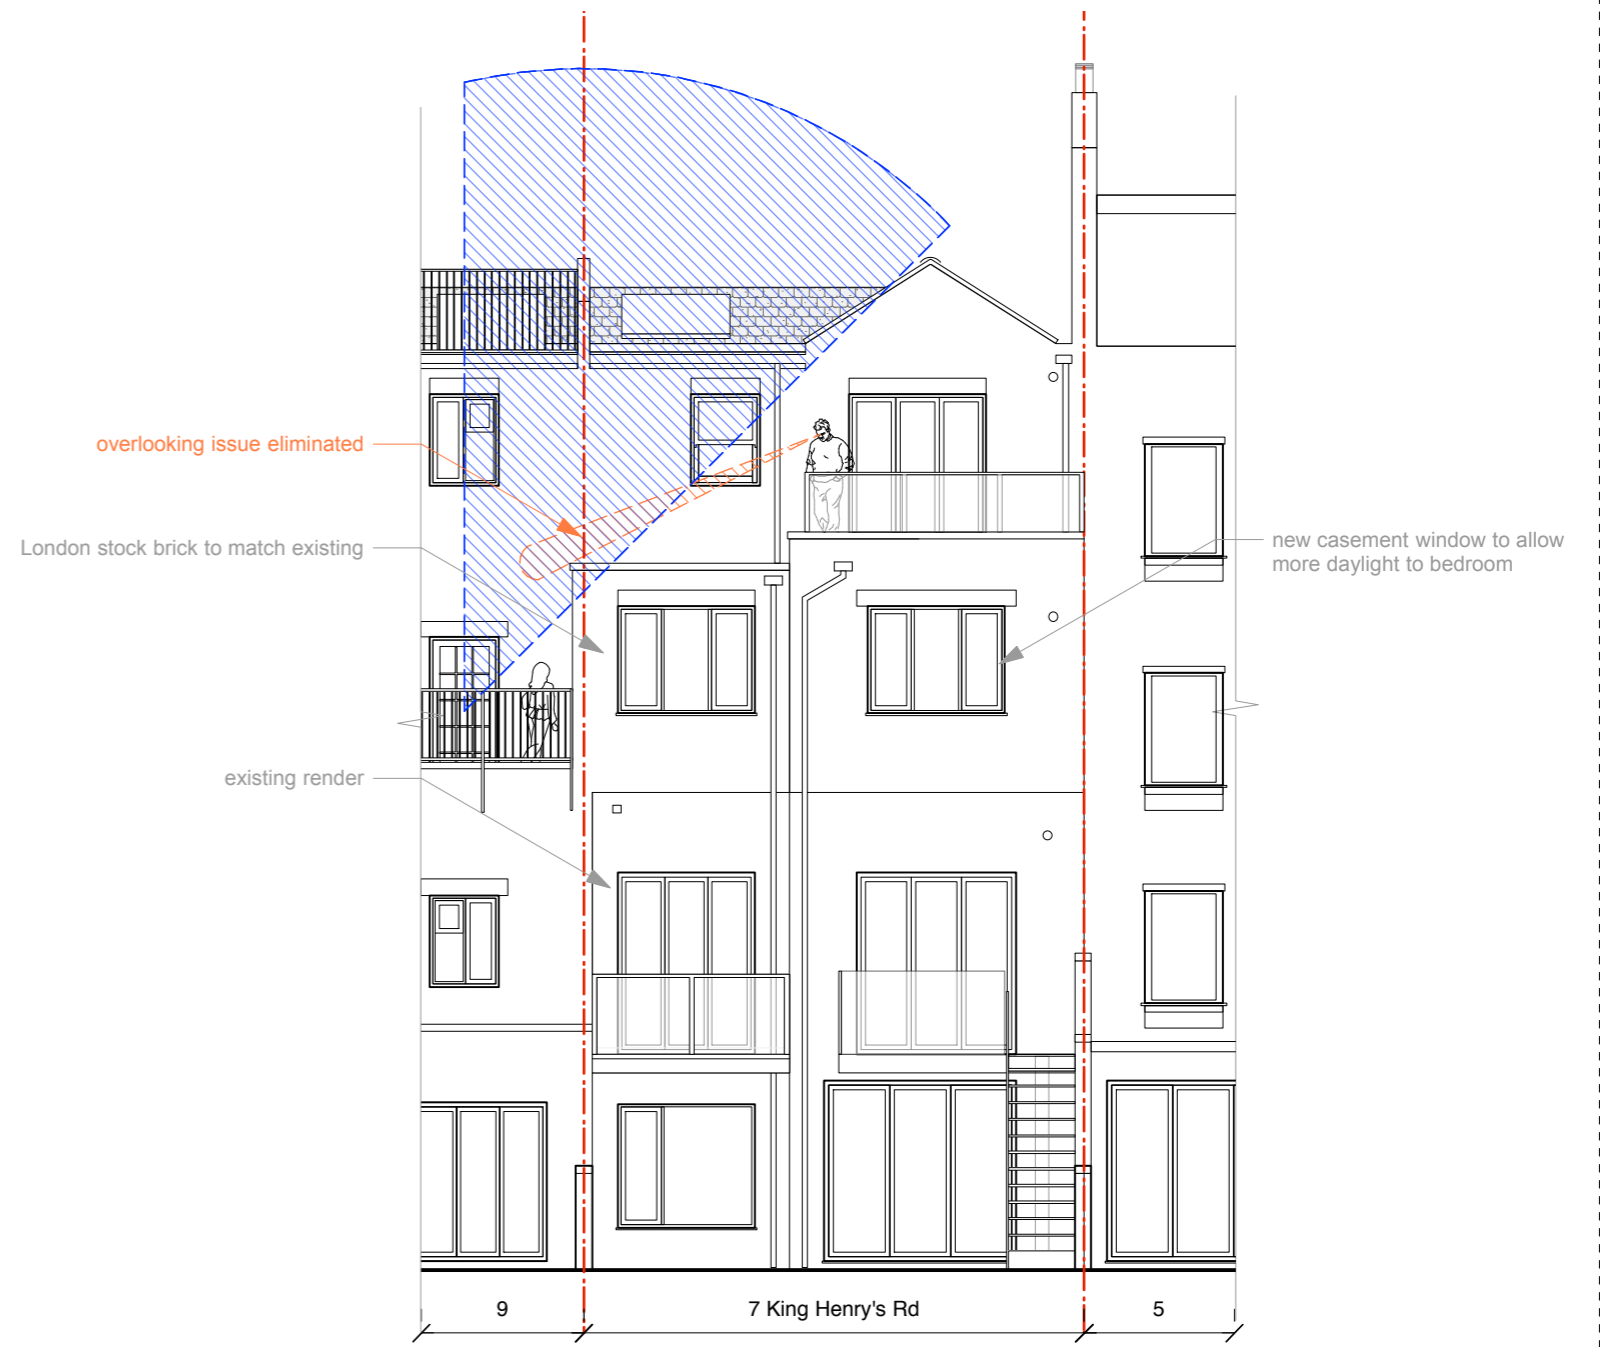 overlooking issue eliminated
London stock brick to match existing
new casement window to allow
more daylight to bedroom
existing render
9
7 King Henry's Rd
5